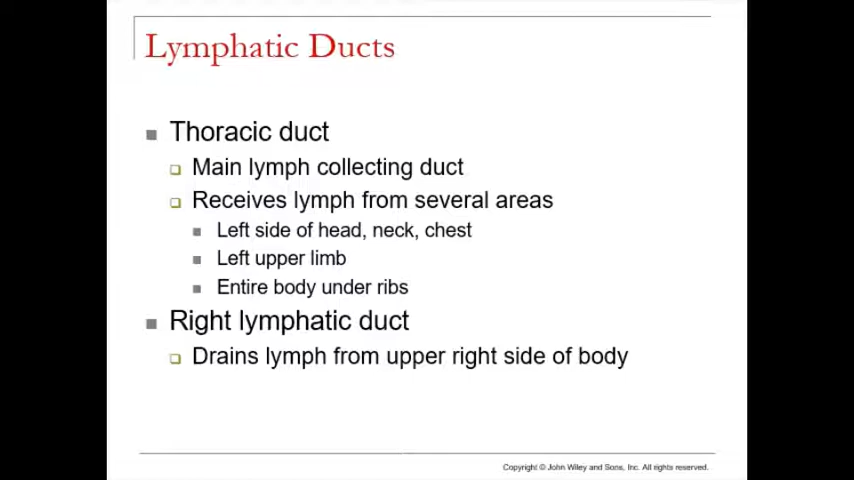 Lymphatic Ducts
Thoracic duct
Main lymph collecting duct
Receives lymph from several areas
Left side of head, neck, chest
Left upper limb
Entire body under ribs
Right lymphatic duct
Drains lymph from upper right side of body
Copyright © John Wiley and Sons, Inc. All rights reserved.